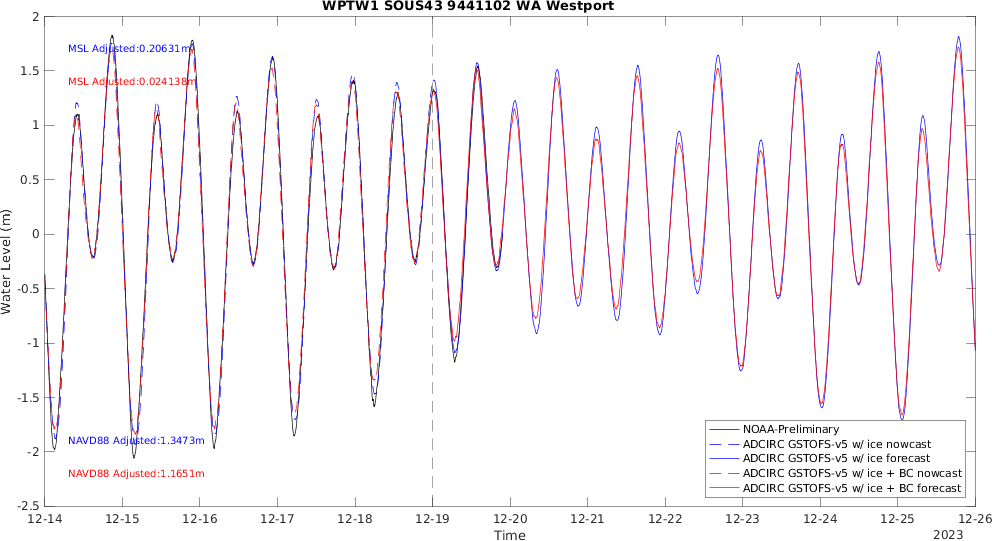 WPTW1 SOUS43 9441102 WA Westport
MSL Adjusted:0.20631m
MSL Adjusted:0.024138m
NAVD88 Adjusted:1.3473m
NAVD88 Adjusted:1.1651m
Water Level (m)
2
1.5
1
0.5
0
-0.5
-1
-1.5
-2
-2.5
NOAA-Preliminary
ADCIRC GSTOFS-v5 w/ ice nowcast
ADCIRC GSTOFS-v5 w/ ice forecast
ADCIRC GSTOFS-v5 w/ ice + BC nowcast
ADCIRC GSTOFS-v5 w/ ice + BC forecast
12-14 12-15 12-16 12-17 12-18 12-19 12-20 12-21 12-22 12-23 12-24 12-25 12-26
Time
2023